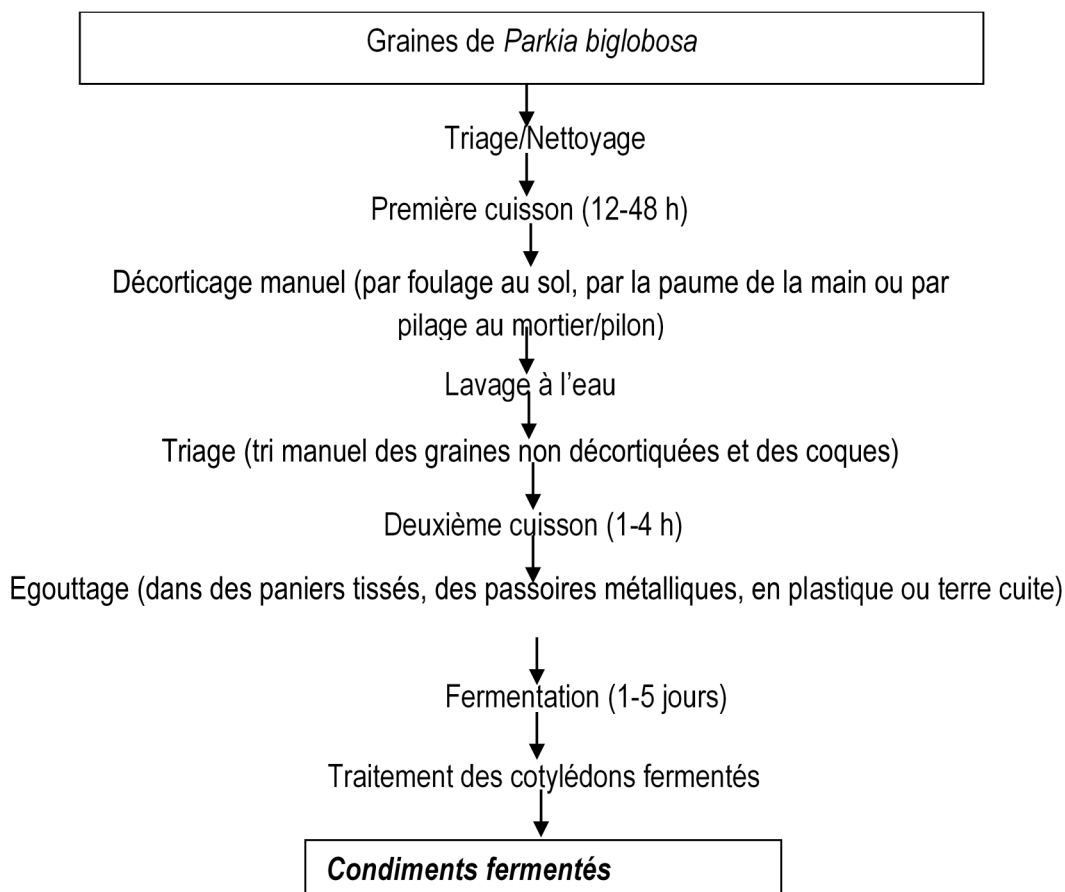 Graines de Parkia biglobosa
Triage/Nettoyage
Première cuisson (12-48 h)
Décorticage manuel (par foulage au sol, par la paume de la main ou par
pilage au mortier/pilon)
Lavage à l’eau
Triage (tri manuel des graines non décortiquées et des coques)
Deuxième cuisson (1-4 h)
Egouttage (dans des paniers tissés, des passoires métalliques, en plastique ou terre cuite)
Fermentation (1-5 jours)
Traitement des cotylédons fermentés
Condiments fermentés